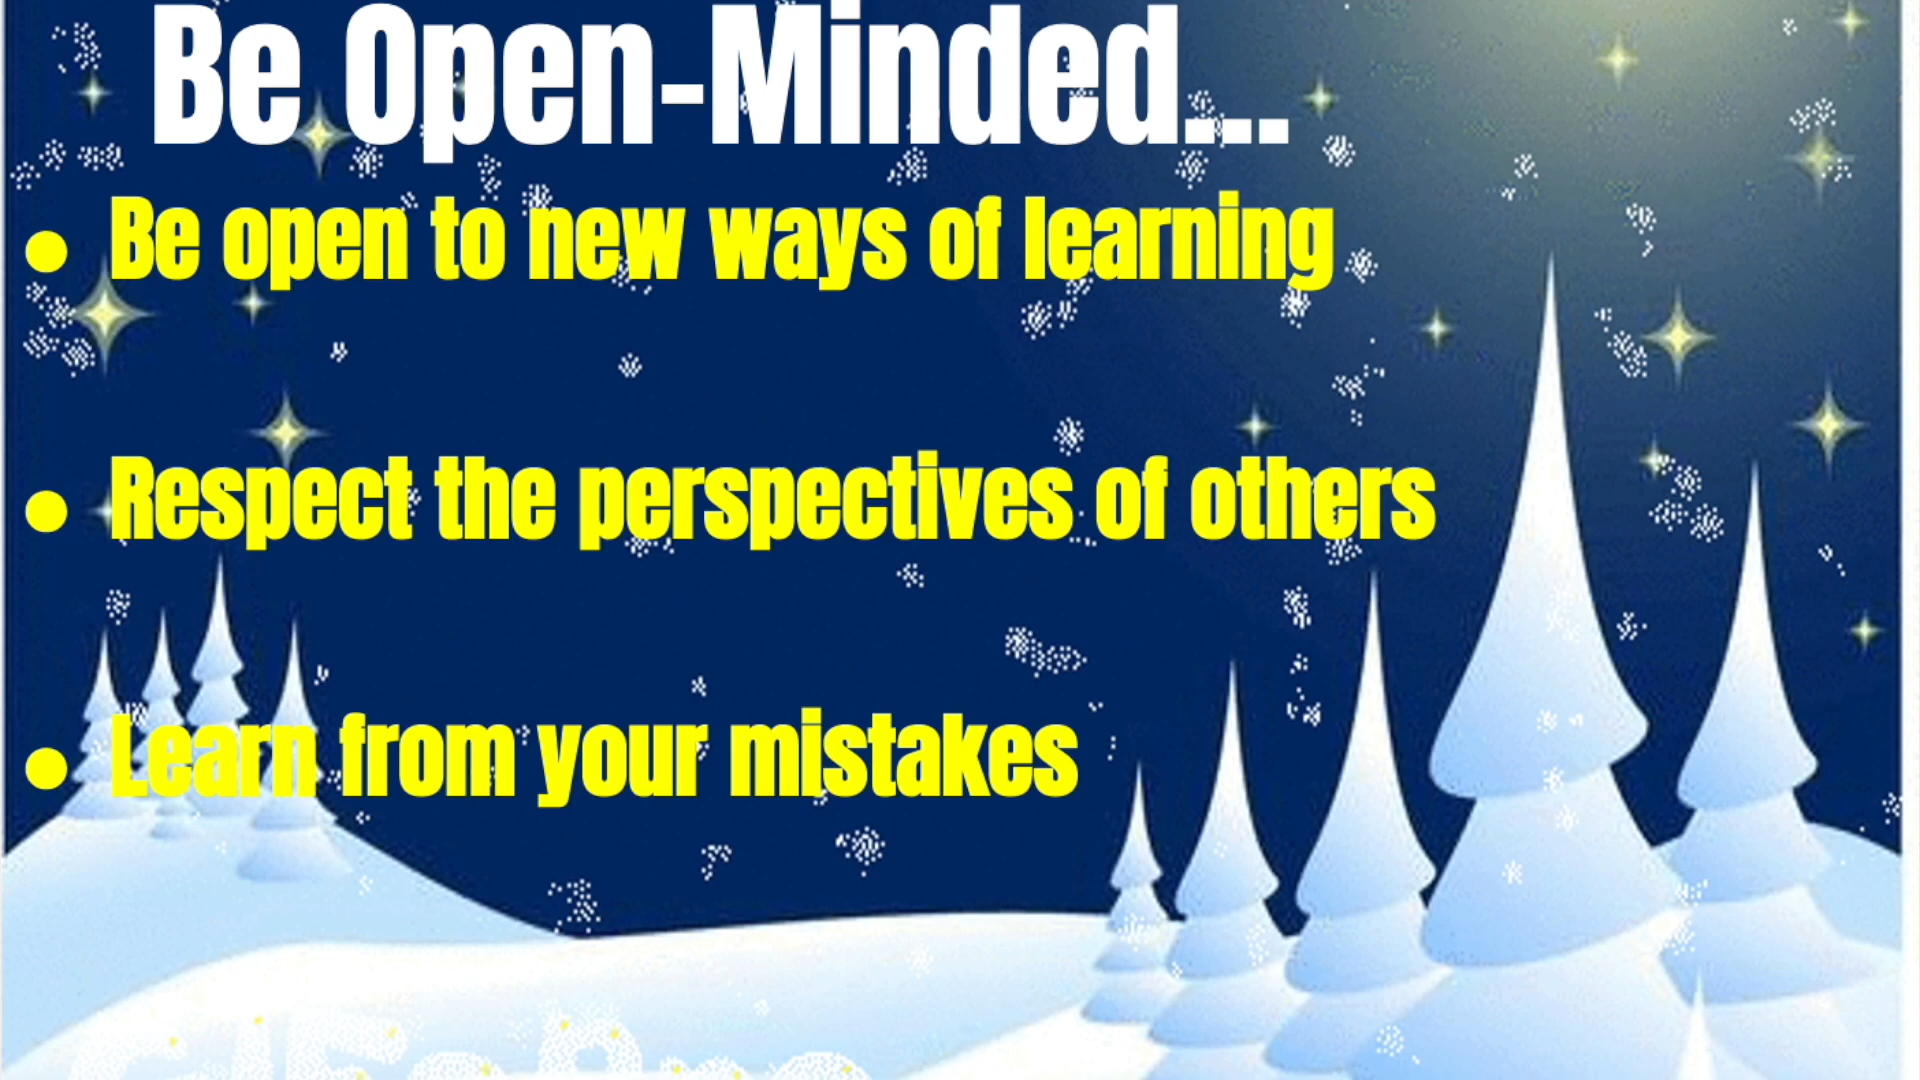 Be Open-Minded...
• Be open to new ways of learning
• Respect the perspectives of others
• Learn from your mistakes